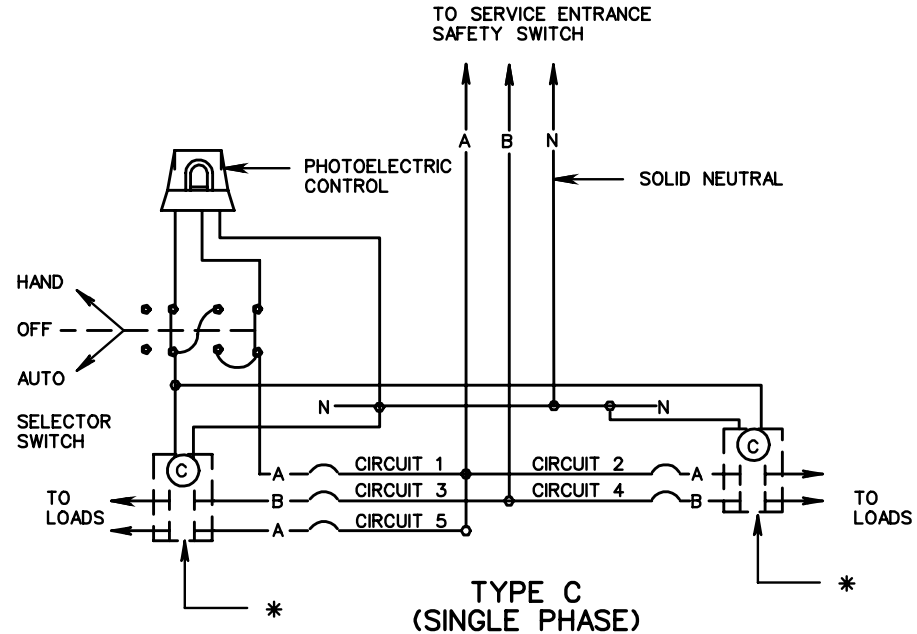 TO SERVICE ENTRANCE
SAFETY SWITCH
A
B
N
PHOTOELECTRIC
CONTROL
SOLID NEUTRAL
HAND
OFF
AUTO
SELECTOR
SWITCH
N
N
C
C
A
CIRCUIT 1
CIRCUIT 2
A
B
CIRCUIT 3
CIRCUIT 4
B
A
CIRCUIT 5
TO
LOADS
TO
LOADS
*
*
TYPE C
(SINGLE PHASE)